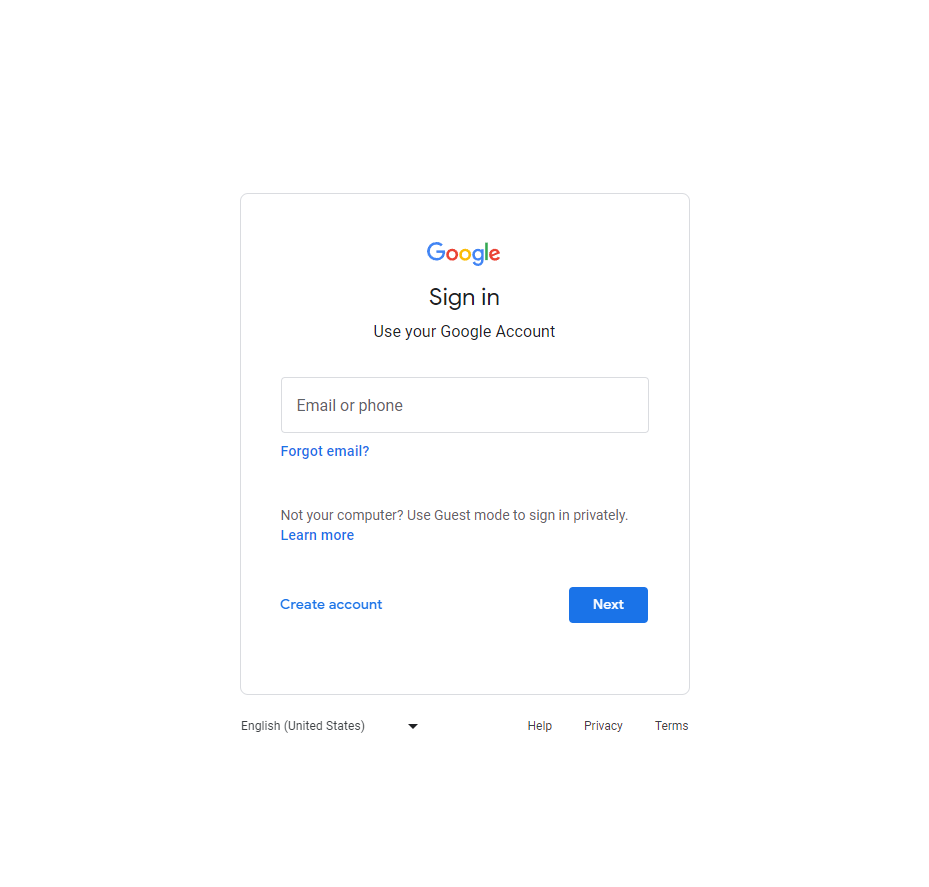 Google
Sign in
Use your Google Account
Email or phone
Forgot email?
Not your computer? Use Guest mode to sign in privately.
Learn more
Create account
Next
English (United States)
Help
Privacy
Terms